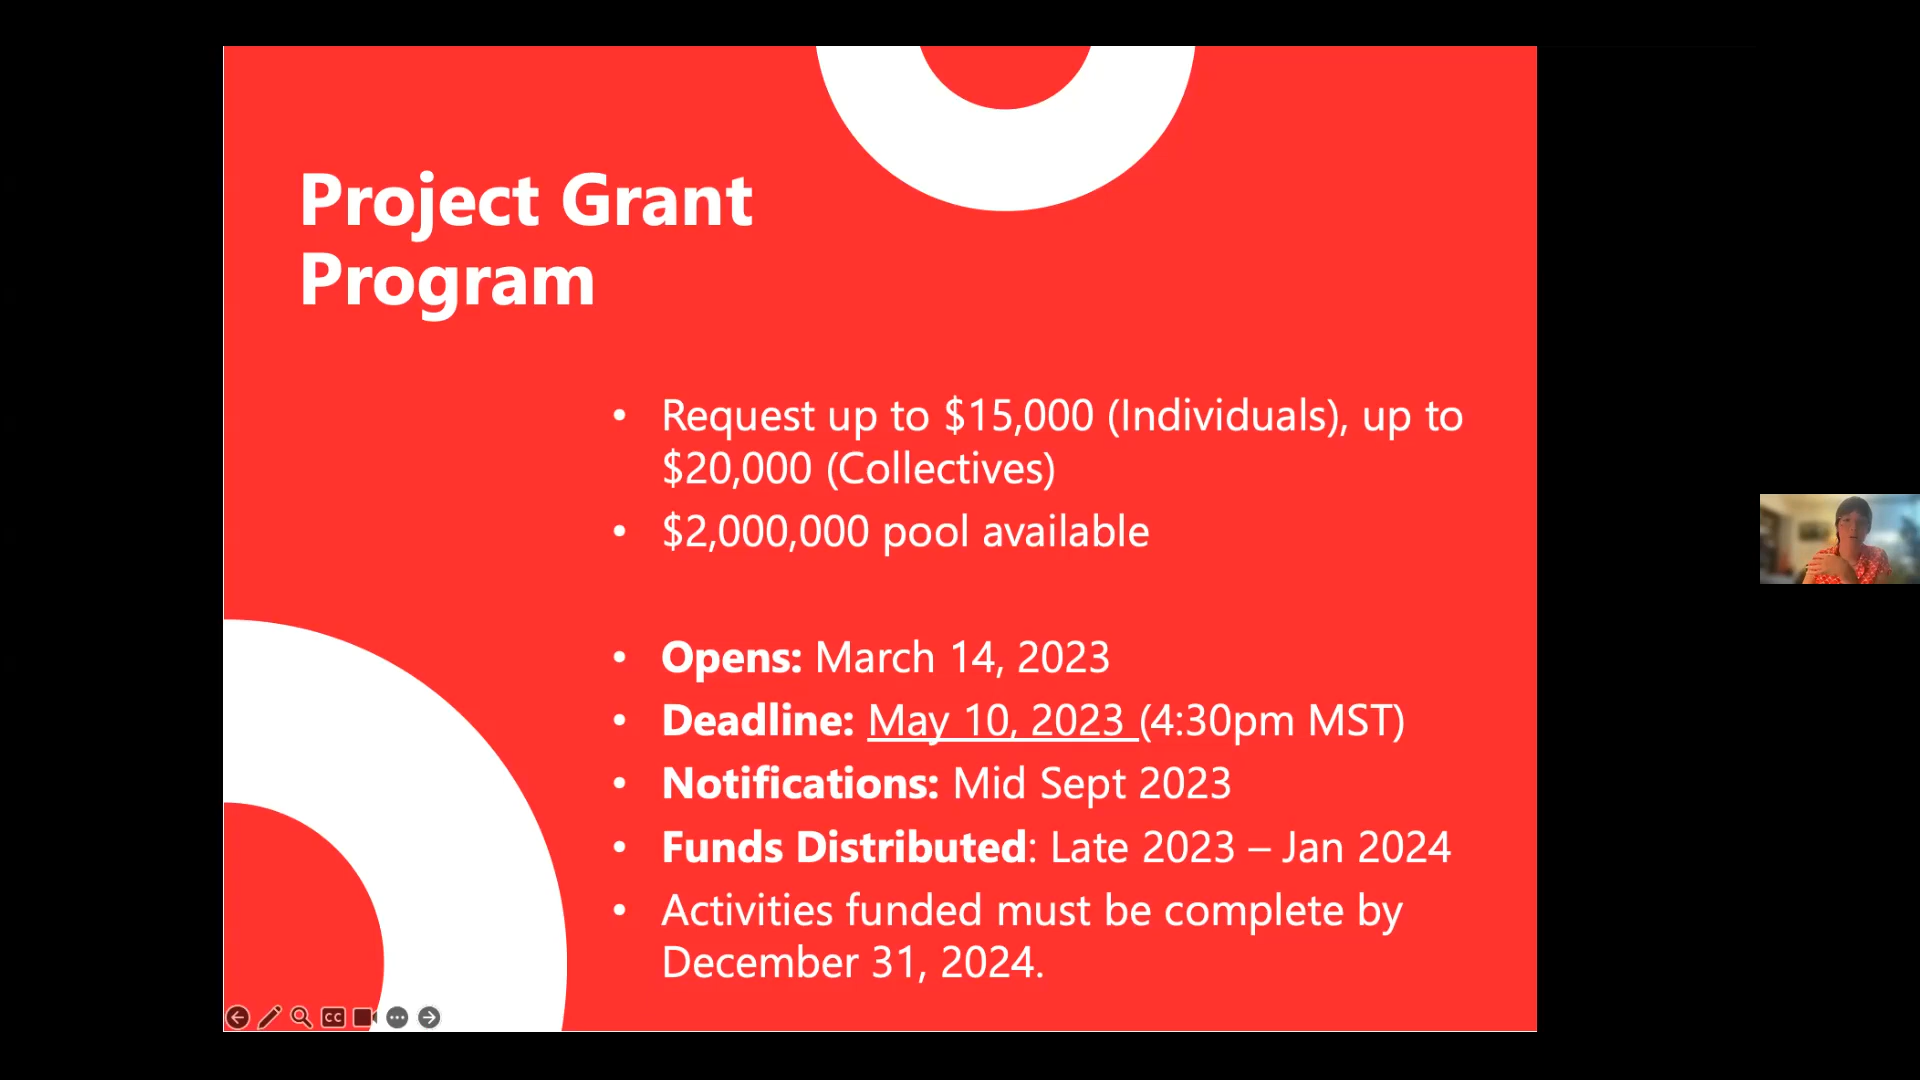 Project Grant
Program
• Request up to $15,000 (Individuals), up to
$20,000 (Collectives)
• $2,000,000 pool available
• Opens: March 14, 2023
• Deadline: May 10, 2023 (4:30pm MST)
• Notifications: Mid Sept 2023
• Funds Distributed: Late 2023 – Jan 2024
• Activities funded must be complete by
December 31, 2024.
CC